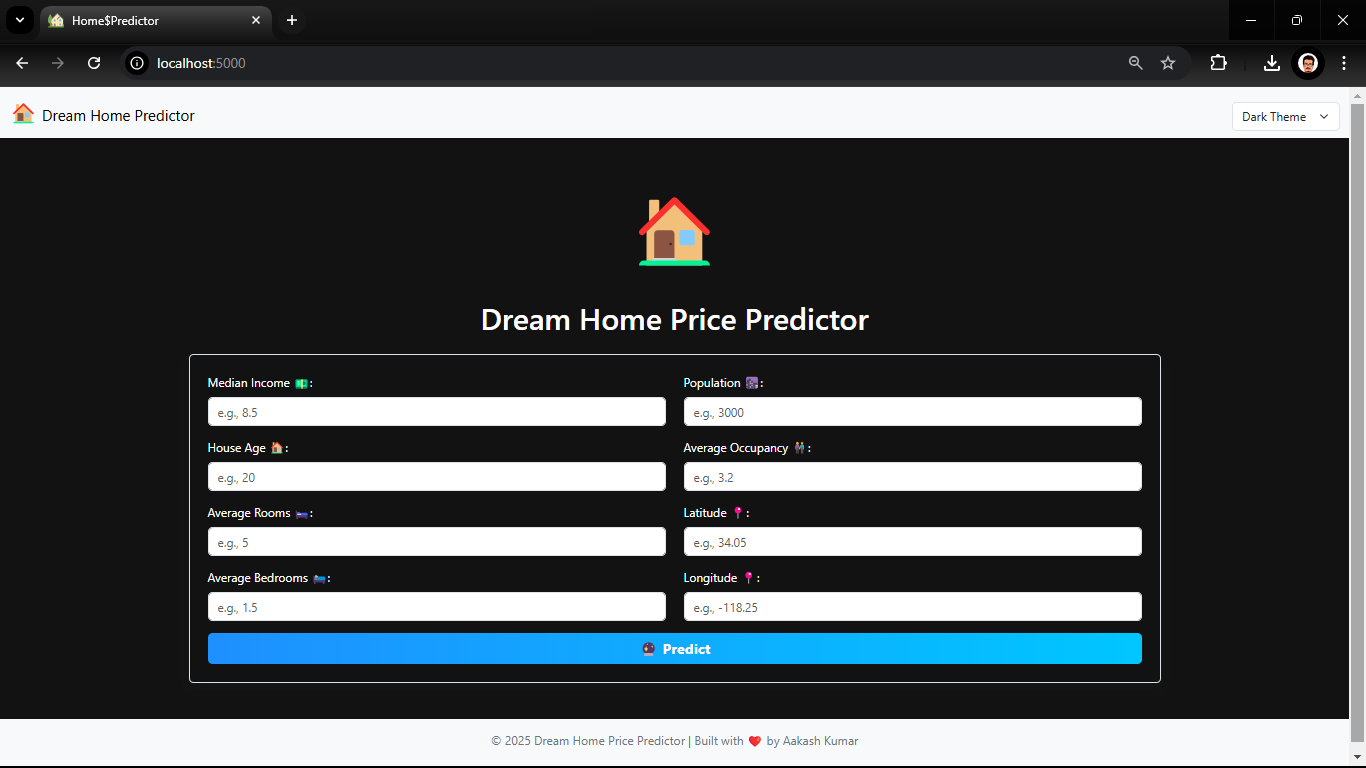 Home$Predictor
localhost:5000
Dream Home Predictor
Dark Theme
Dream Home Price Predictor
Median Income 💵:
e.g., 8.5
Population 🌆:
e.g., 3000
House Age 🏠:
e.g., 20
Average Occupancy 👬:
e.g., 3.2
Average Rooms 🛏️:
e.g., 5
Latitude 📍:
e.g., 34.05
Average Bedrooms 🛌:
e.g., 1.5
Longitude 📍:
e.g., -118.25
🔮 Predict
© 2025 Dream Home Price Predictor | Built with ❤️ by Aakash Kumar